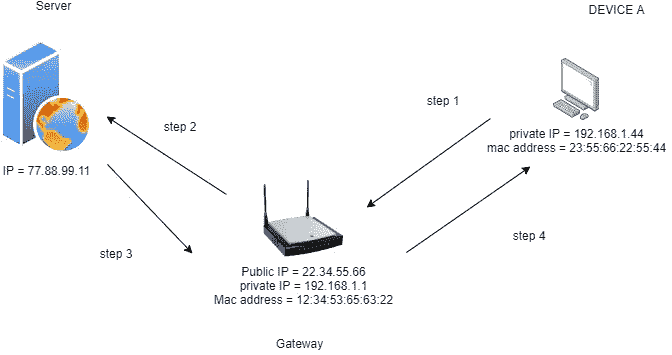 Server
DEVICE A
step 1
step 2
private IP = 192.168.1.44
mac address = 23:55:66:22:55:44
IP = 77.88.99.11
step 3
step 4
Public IP = 22.34.55.66
private IP = 192.168.1.1
Mac address = 12:34:53:65:63:22
Gateway